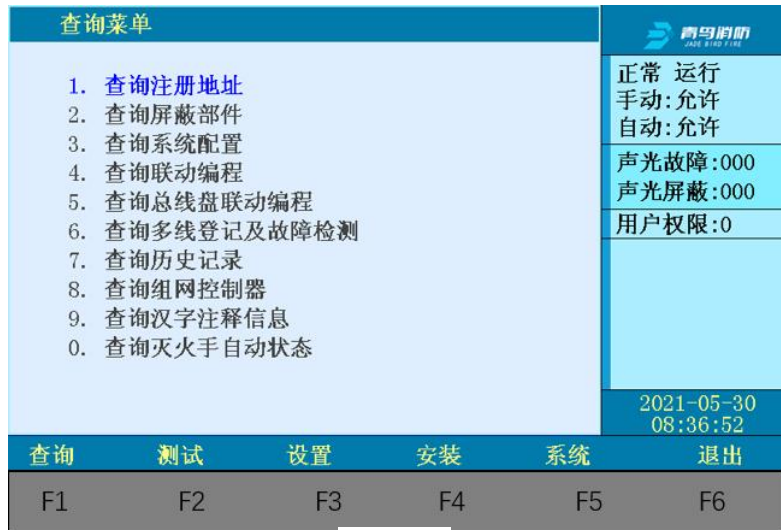 查询菜单
1. 查询注册地址
2. 查询屏蔽部件
3. 查询系统配置
4. 查询联动编程
5. 查询总线盘联动编程
6. 查询多线登记及故障检测
7. 查询历史记录
8. 查询组网控制器
9. 查询汉字注释信息
0. 查询灭火手自动状态
青鸟消防
JADE BIRD FIRE
正常 运行
手动:允许
自动:允许
声光故障:000
声光屏蔽:000
用户权限:0
2021-05-30
08:36:52
查询 测试 设置 安装 系统 退出
F1 F2 F3 F4 F5 F6